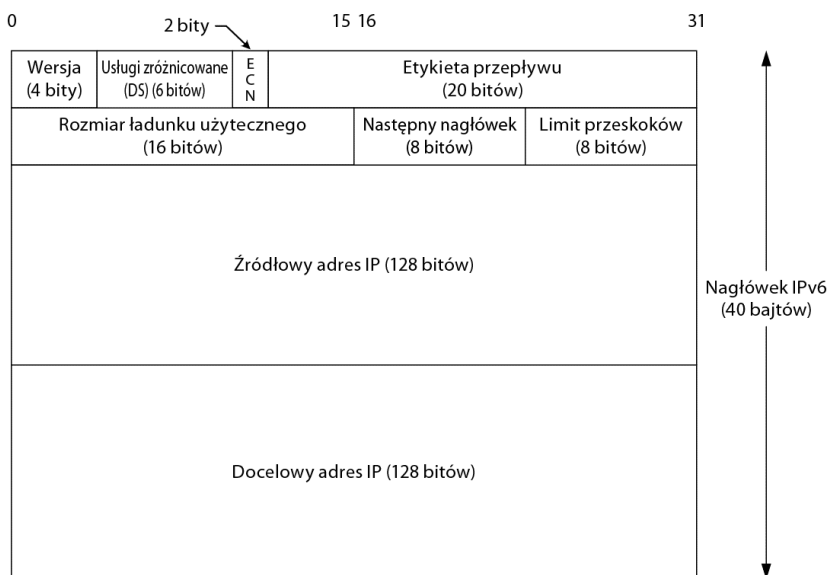 0
2 bity
15 16
31
Wersja
(4 bity)
Usługi zróżnicowane
(DS) (6 bitów)
E
C
N
Etykieta przepływu
(20 bitów)
Rozmiar ładunku użytecznego
(16 bitów)
Następny nagłówek
(8 bitów)
Limit przeskoków
(8 bitów)
Źródłowy adres IP (128 bitów)
Nagłówek IPv6
(40 bajtów)
Docelowy adres IP (128 bitów)